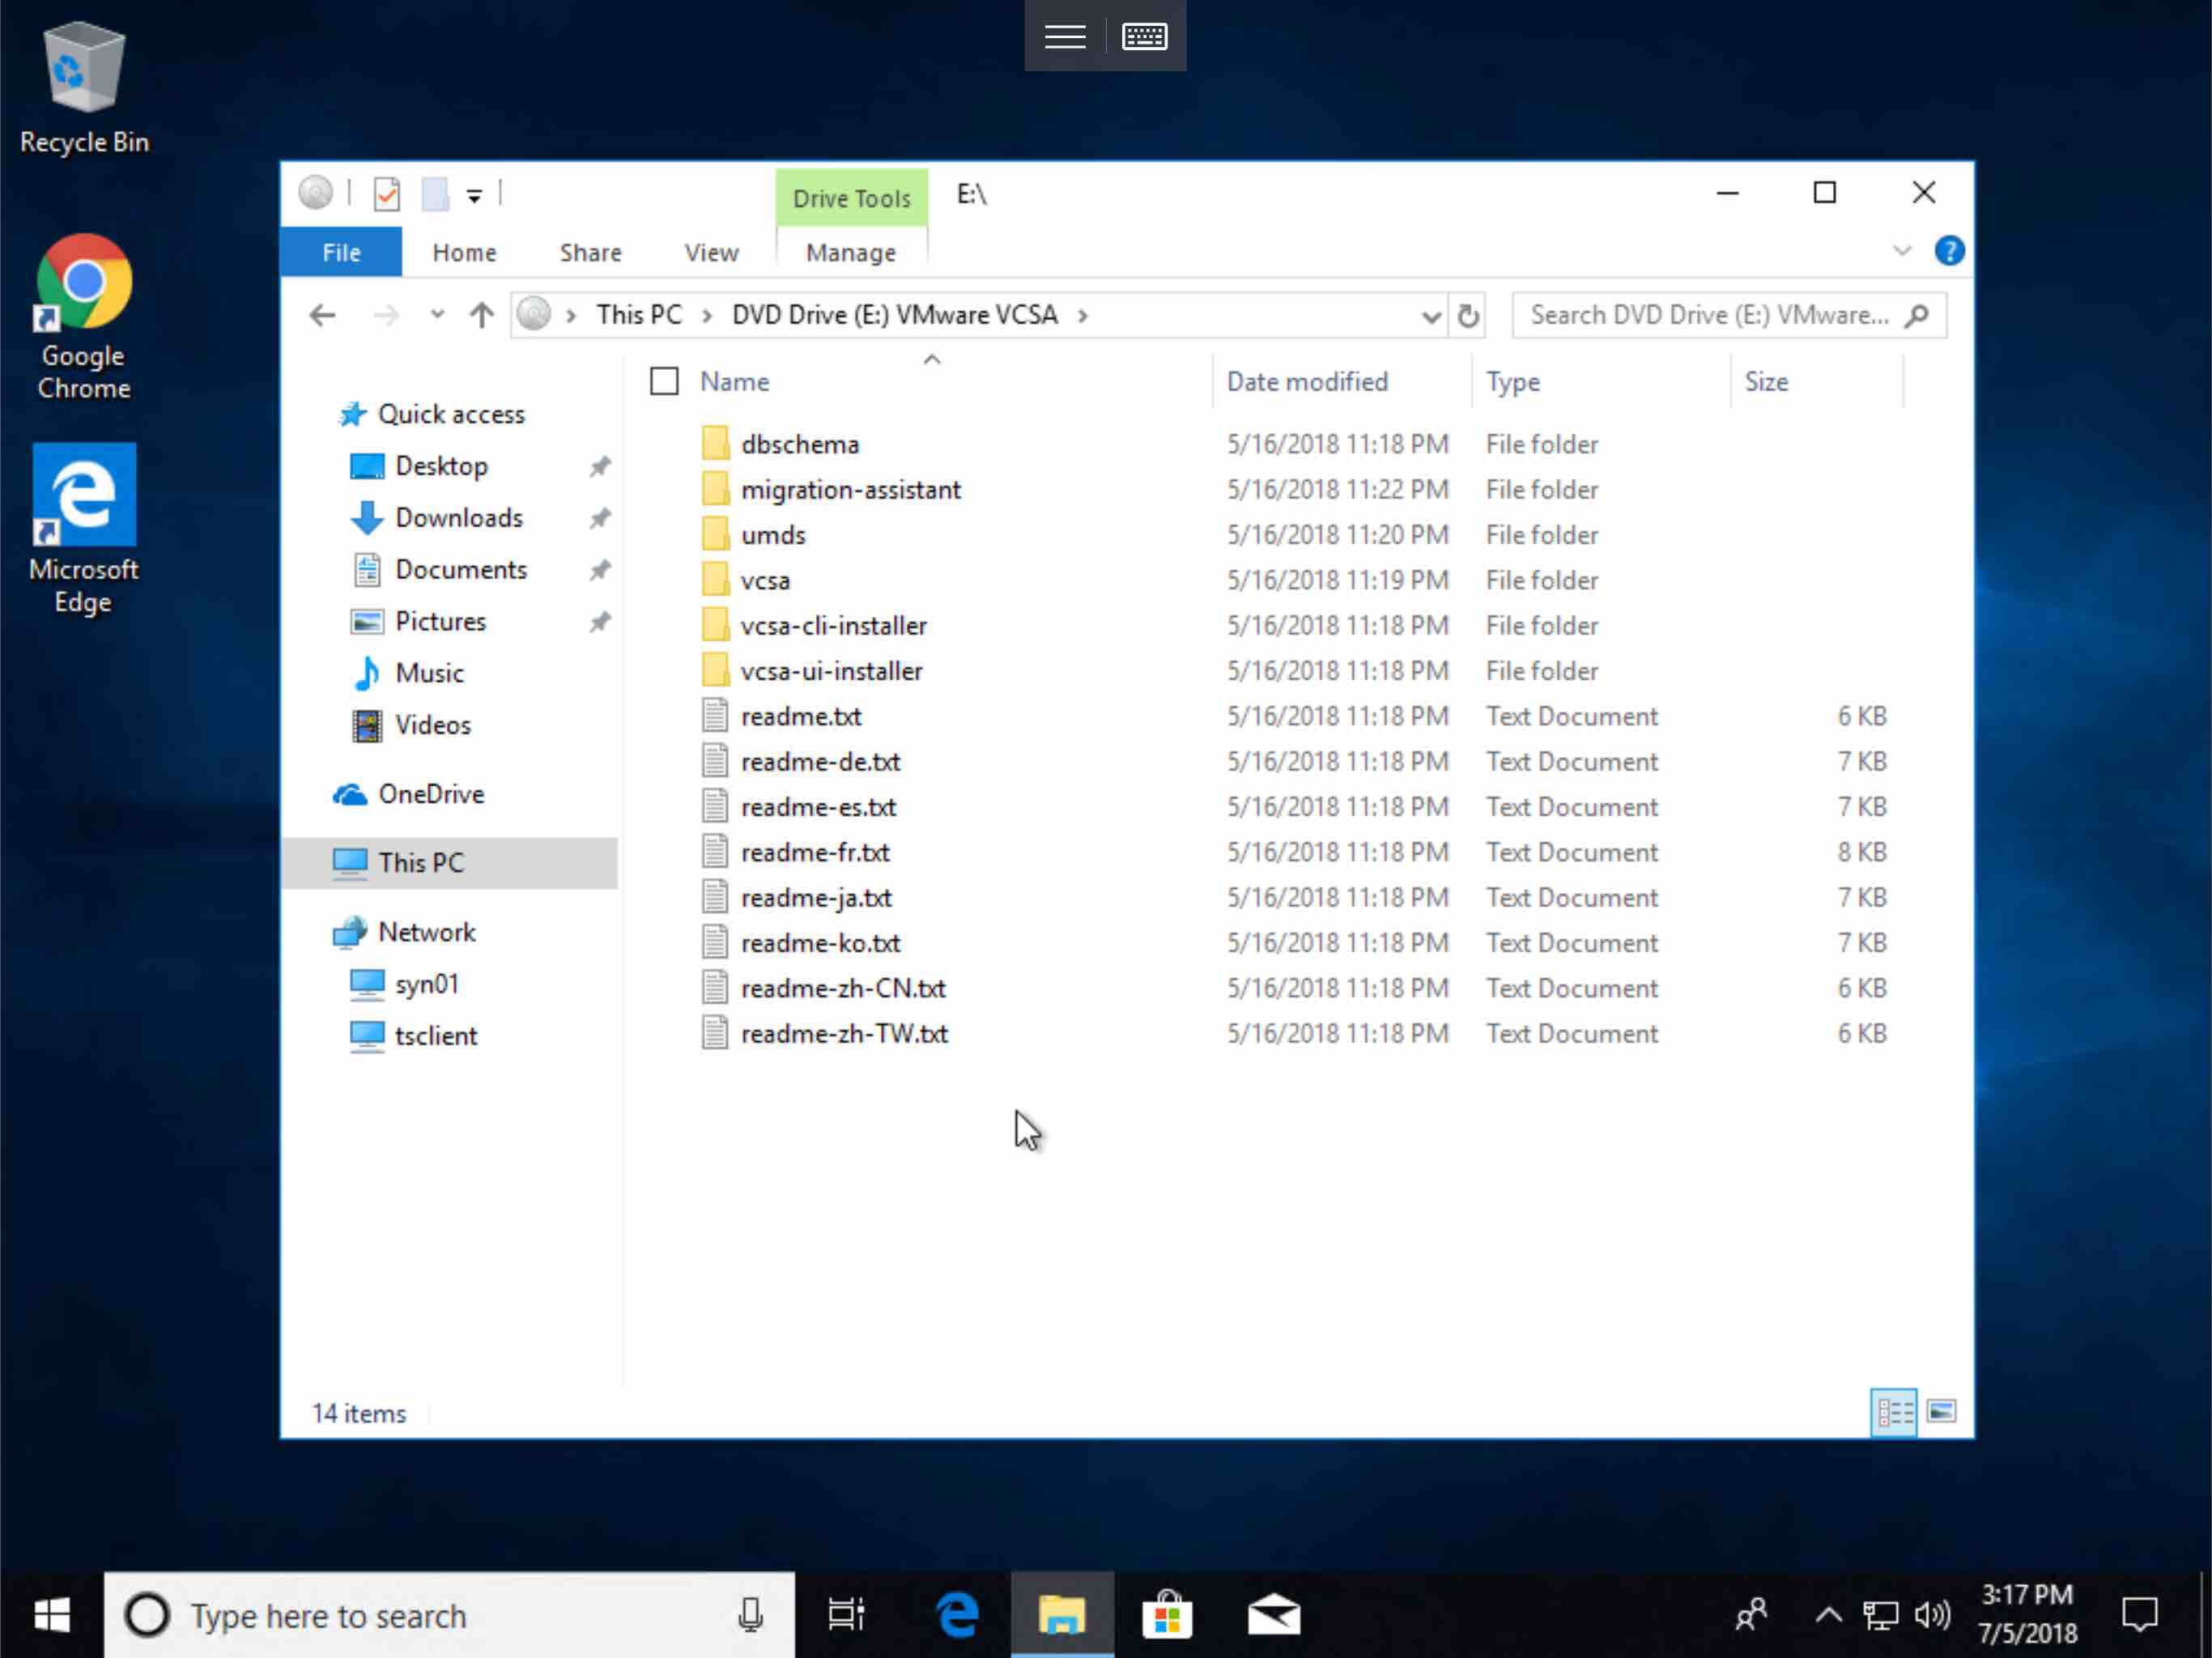 Recycle Bin
Google
Chrome
Microsoft
Edge
Drive Tools
E:\
File
Home
Share
View
Manage
This PC
DVD Drive (E:) VMware VCSA
Search DVD Drive (E:) VMware...
Name
Date modified
Type
Size
Quick access
Desktop
Downloads
Documents
Pictures
Music
Videos
OneDrive
This PC
Network
syn01
tsclient
dbschema 5/16/2018 11:18 PM File folder
migration-assistant 5/16/2018 11:22 PM File folder
umds 5/16/2018 11:20 PM File folder
vcsa 5/16/2018 11:19 PM File folder
vcsa-cli-installer 5/16/2018 11:18 PM File folder
vcsa-ui-installer 5/16/2018 11:18 PM File folder
readme.txt 5/16/2018 11:18 PM Text Document 6 KB
readme-de.txt 5/16/2018 11:18 PM Text Document 7 KB
readme-es.txt 5/16/2018 11:18 PM Text Document 7 KB
readme-fr.txt 5/16/2018 11:18 PM Text Document 8 KB
readme-ja.txt 5/16/2018 11:18 PM Text Document 7 KB
readme-ko.txt 5/16/2018 11:18 PM Text Document 7 KB
readme-zh-CN.txt 5/16/2018 11:18 PM Text Document 6 KB
readme-zh-TW.txt 5/16/2018 11:18 PM Text Document 6 KB
14 items
Type here to search
3:17 PM
7/5/2018